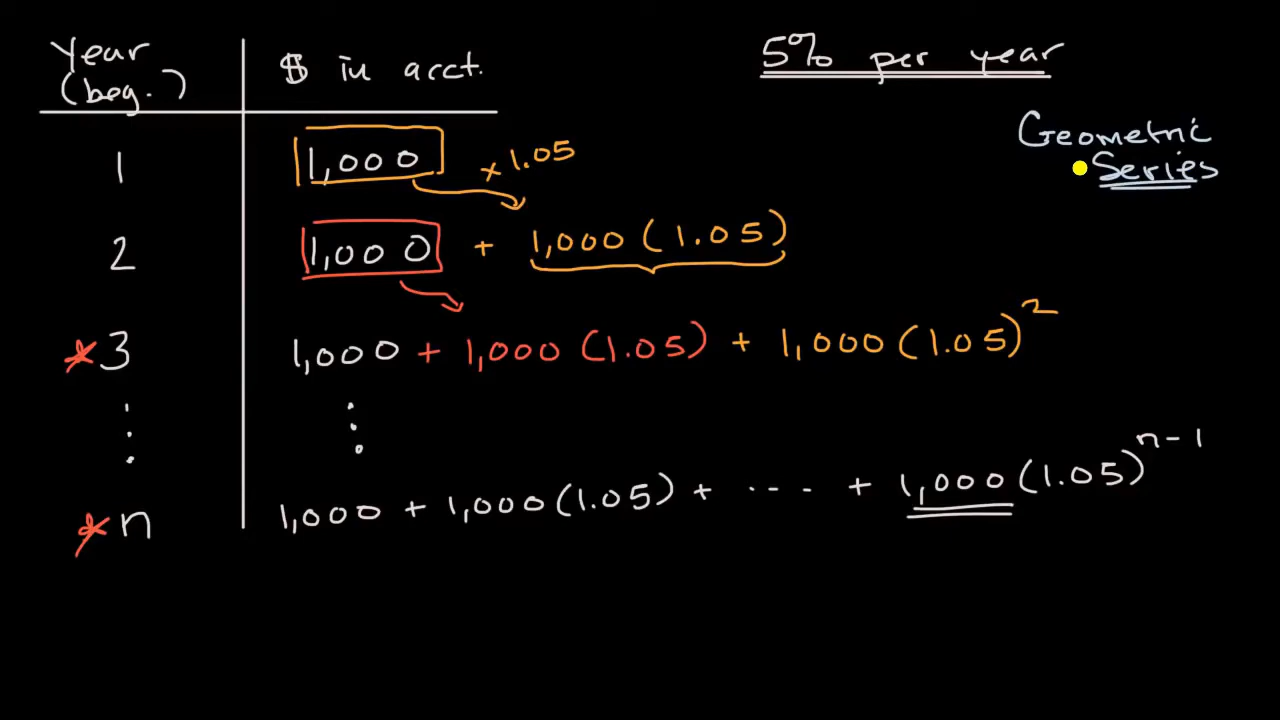 Year
(beg.)
$ in acct.
5% per year
Geometric
Series
1
1,000
× 1.05
2
1,000 + 1,000 (1.05)
*3
1,000 + 1,000 (1.05) + 1,000 (1.05)²
⋮
⋮
*n
1,000 + 1,000 (1.05) + .... + 1,000 (1.05)ⁿ⁻¹